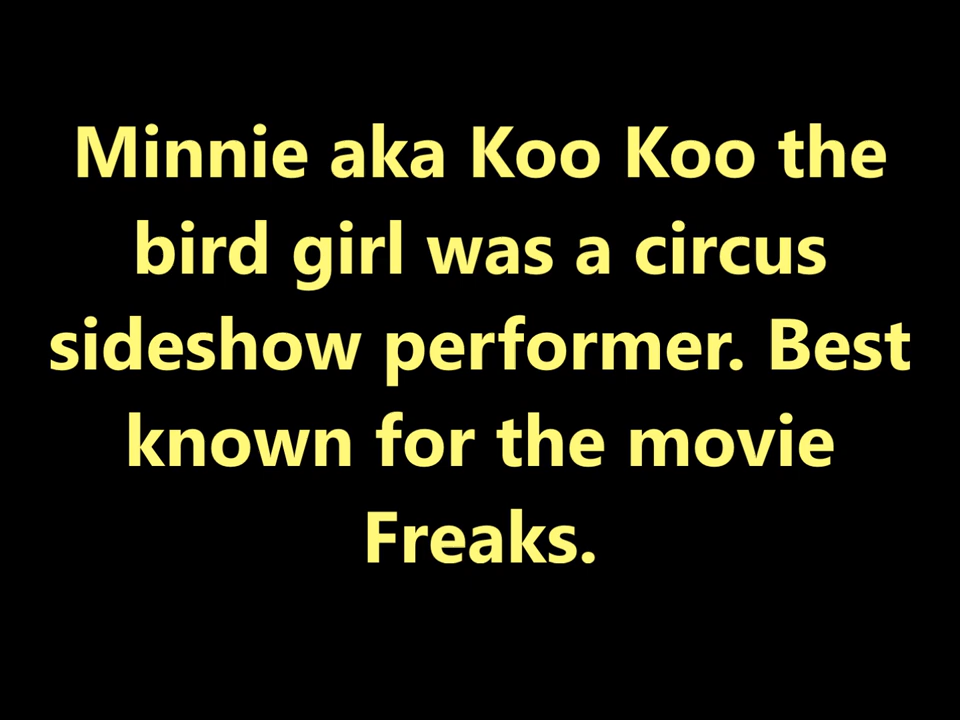 Minnie aka Koo Koo the
bird girl was a circus
sideshow performer. Best
known for the movie
Freaks.